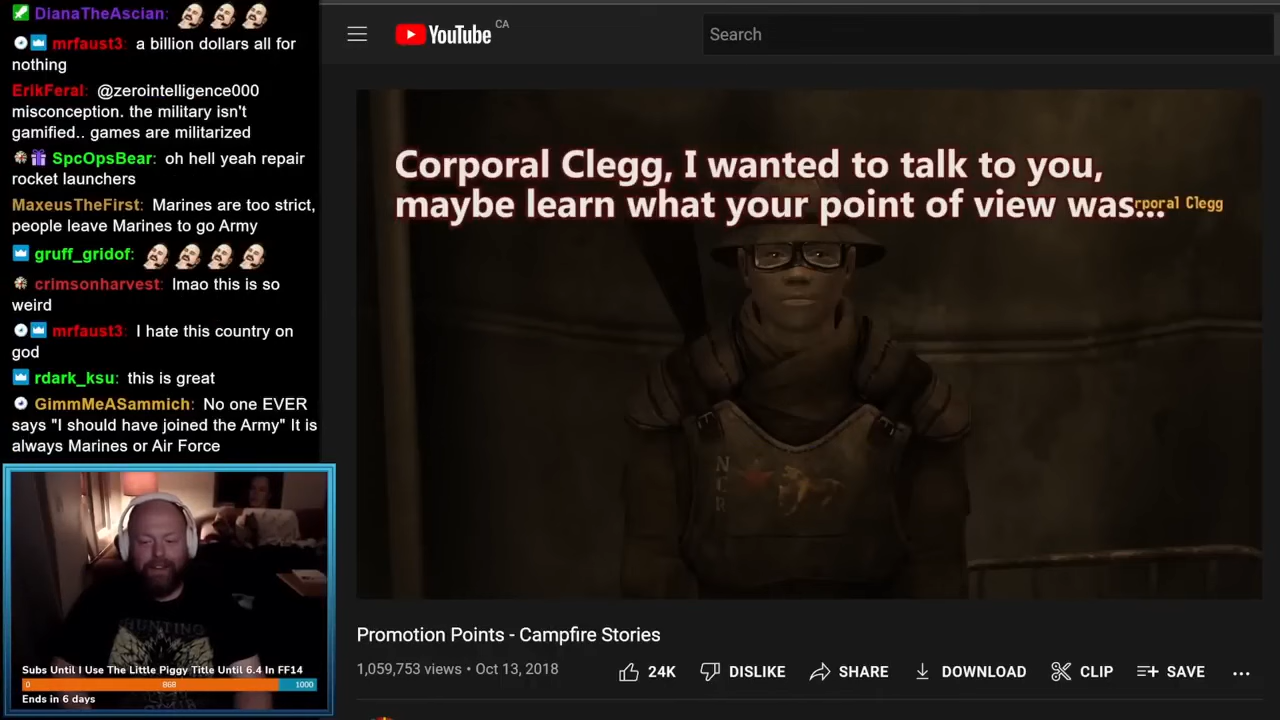 DianaTheAscian:
mrfaust3: a billion dollars all for
nothing
ErikFeral: @zerointelligence000
misconception. the military isn't
gamified.. games are militarized
SpcOpsBear: oh hell yeah repair
rocket launchers
MaxeusTheFirst: Marines are too strict,
people leave Marines to go Army
gruff_gridof:
crimsonharvest: lmao this is so
weird
mrfaust3: I hate this country on
god
rdark_ksu: this is great
GimmMeASammich: No one EVER
says "I should have joined the Army" It is
always Marines or Air Force
HUNTING
Subs Until I Use The Little Piggy Title Until 6.4 In FF14
0 868 1000
Ends in 6 days
YouTube CA
Search
Corporal Clegg, I wanted to talk to you,
maybe learn what your point of view was...
rporal Clegg
NCR
Promotion Points - Campfire Stories
1,059,753 views • Oct 13, 2018
24K DISLIKE SHARE DOWNLOAD CLIP SAVE ...